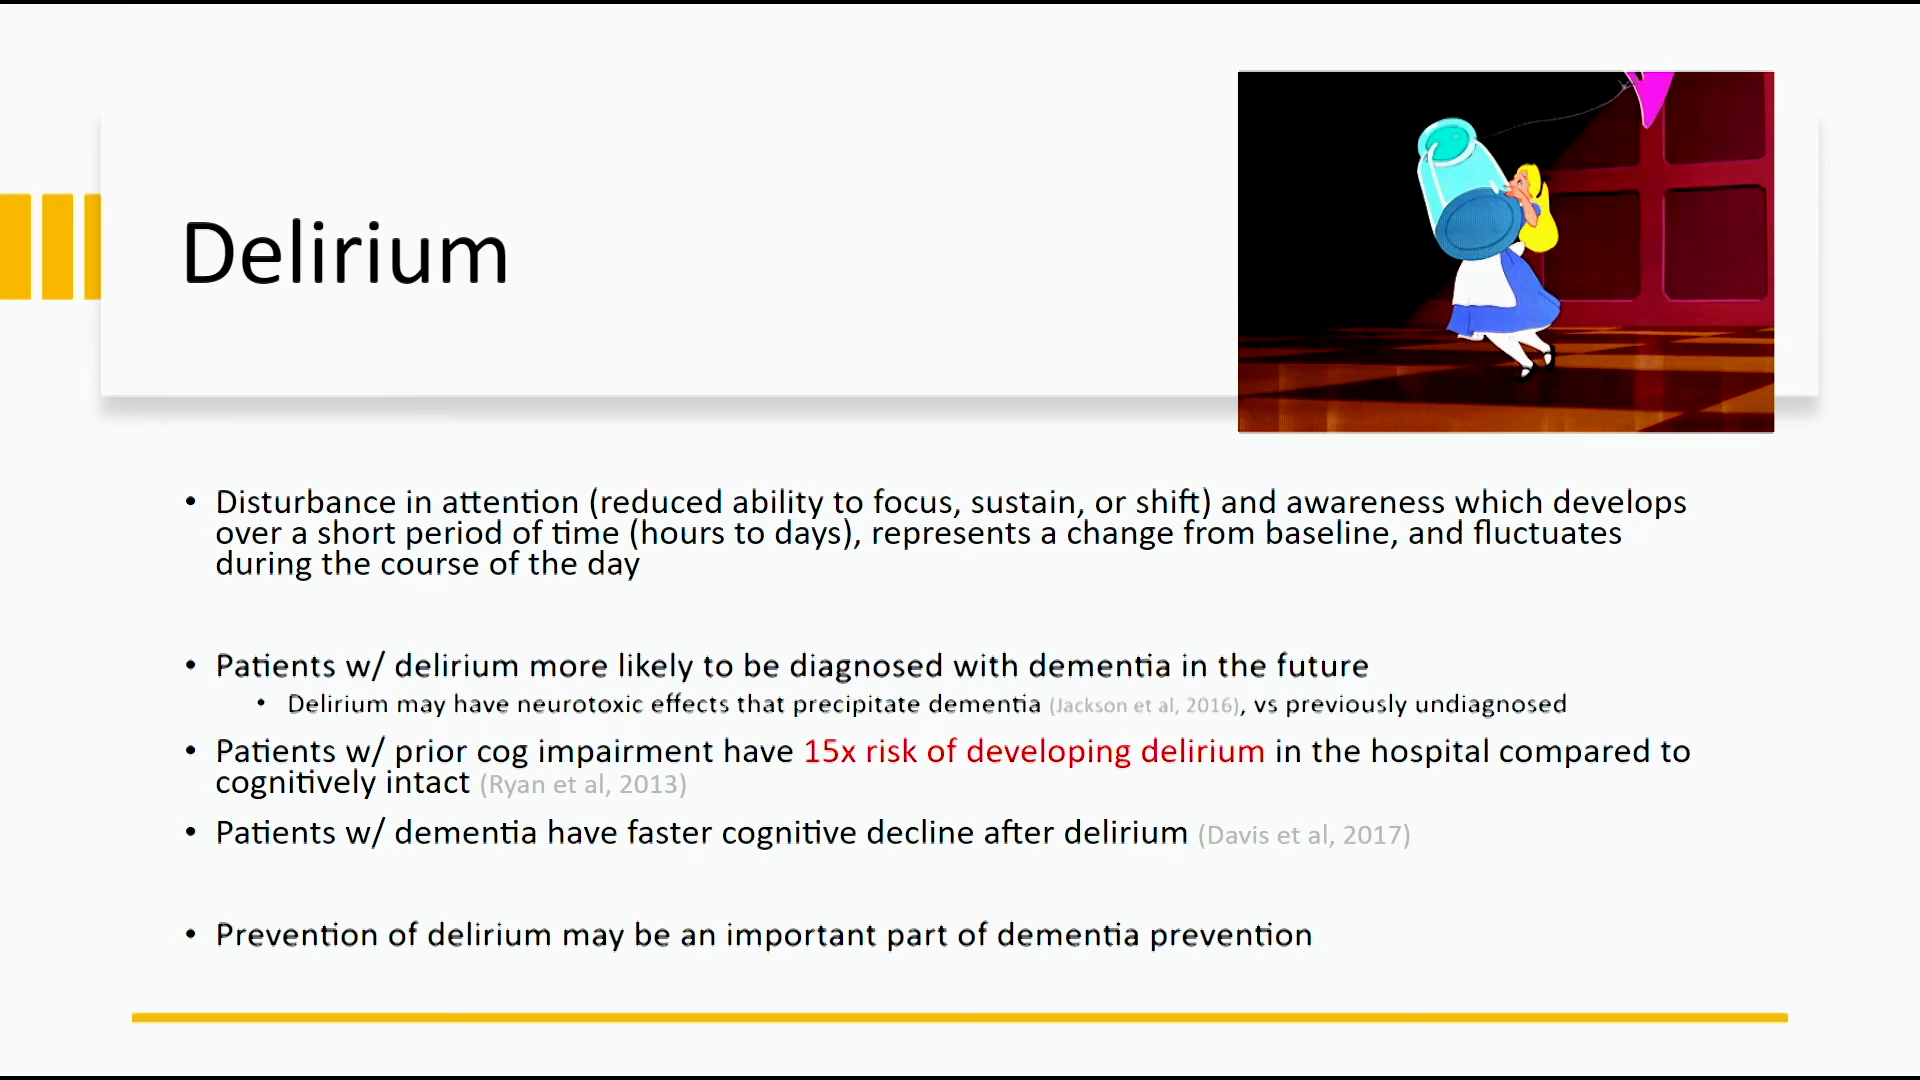 Delirium
• Disturbance in attention (reduced ability to focus, sustain, or shift) and awareness which develops
over a short period of time (hours to days), represents a change from baseline, and fluctuates
during the course of the day
• Patients w/ delirium more likely to be diagnosed with dementia in the future
• Delirium may have neurotoxic effects that precipitate dementia (Jackson et al, 2016), vs previously undiagnosed
• Patients w/ prior cog impairment have 15x risk of developing delirium in the hospital compared to
cognitively intact (Ryan et al, 2013)
• Patients w/ dementia have faster cognitive decline after delirium (Davis et al, 2017)
• Prevention of delirium may be an important part of dementia prevention